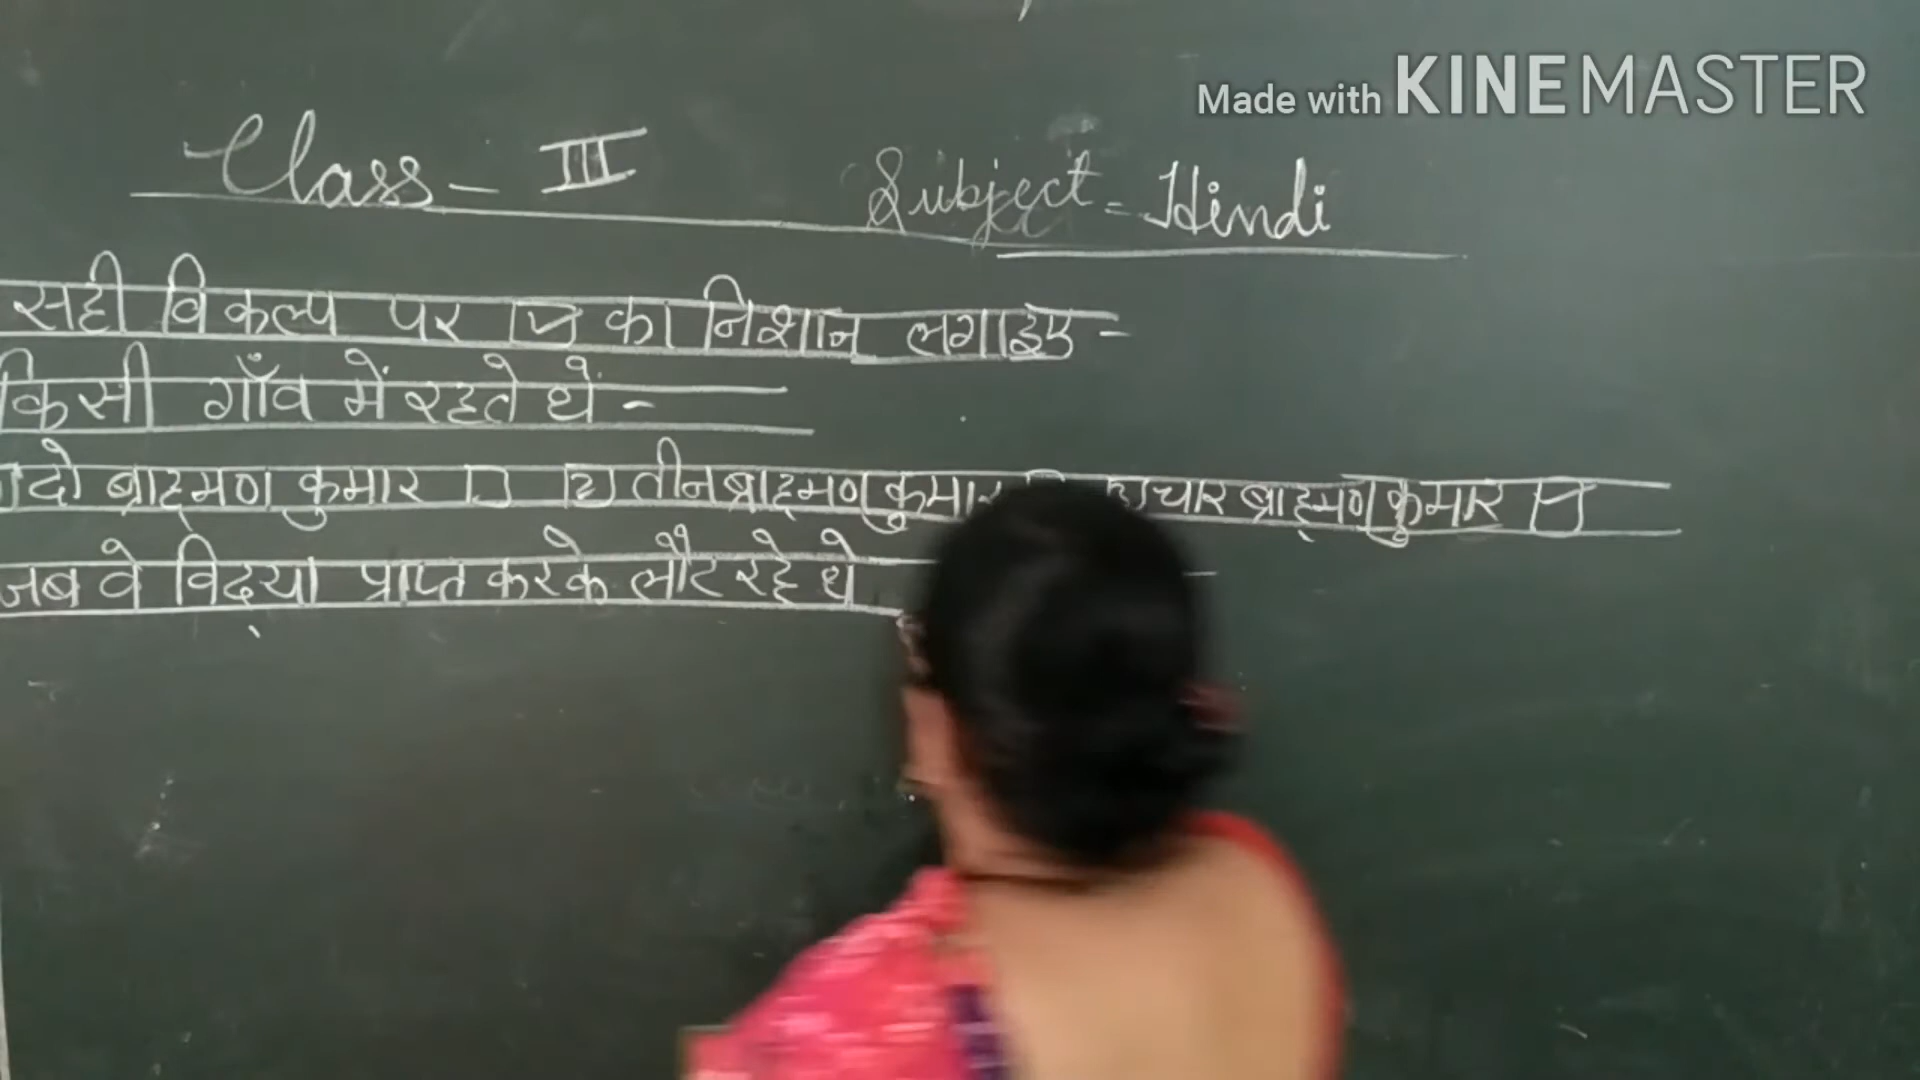 Made with KINEMASTER
Class - III Subject = Hindi
सही विकल्प पर ☑ का निशान लगाइए -
किसी गाँव में रहते थे -
दो ब्राह्मण कुमार □ 2) तीन ब्राह्मण कुमार चार ब्राह्मण कुमार ☑
जब वे विद्या प्राप्त करके लौट रहे थे